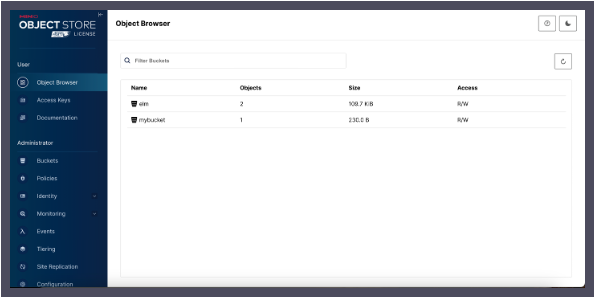 OBJECT STORE
LICENSE
Object Browser
User
Object Browser
Access Keys
Documentation
Administrator
Buckets
Policies
Identity
Monitoring
Events
Tiering
Site Replication
Configuration
Filter Buckets
Name Objects Size Access
elm 2 109.7 KiB R/W
mybucket 1 230.0 B R/W